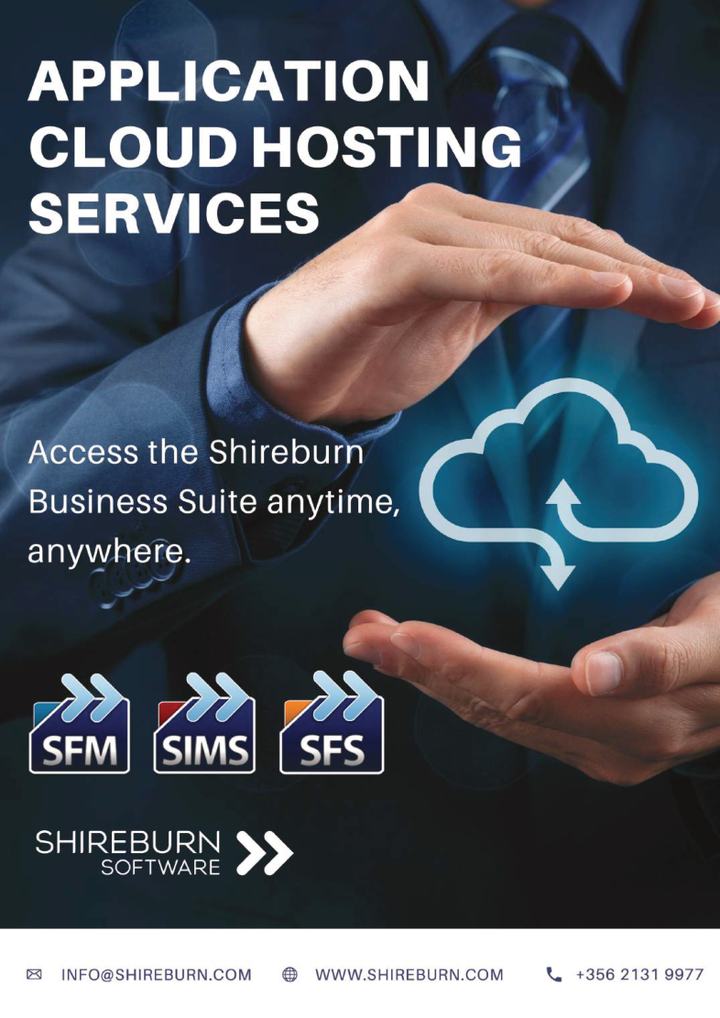 APPLICATION
CLOUD HOSTING
SERVICES
Access the Shireburn
Business Suite anytime,
anywhere.
SFM SIMS SFS
SHIREBURN
SOFTWARE
INFO@SHIREBURN.COM WWW.SHIREBURN.COM +356 2131 9977